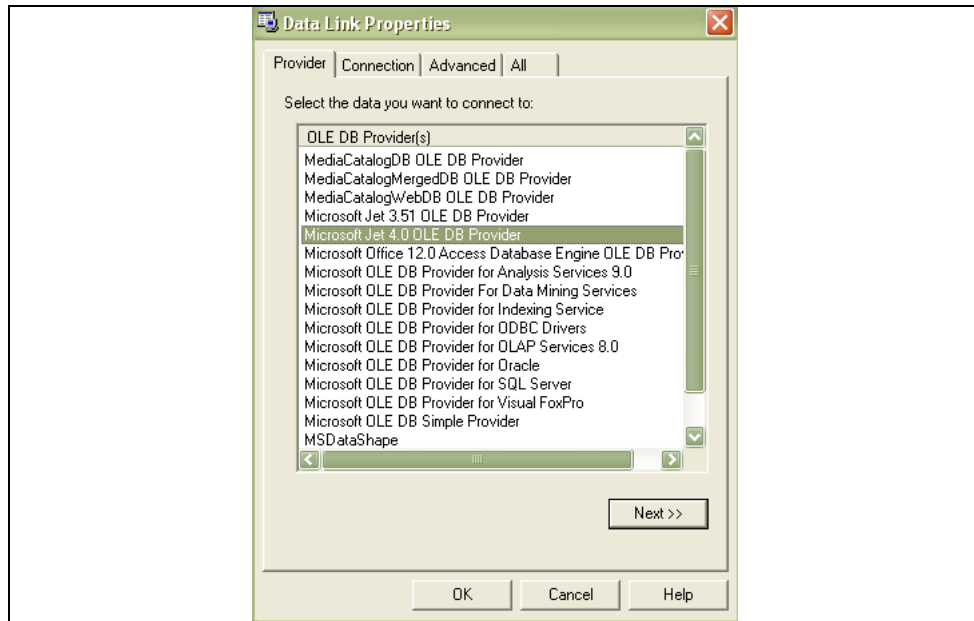 Data Link Properties
Provider Connection Advanced All
Select the data you want to connect to:
OLE DB Provider(s)
MediaCatalogDB OLE DB Provider
MediaCatalogMergedDB OLE DB Provider
MediaCatalogWebDB OLE DB Provider
Microsoft Jet 3.51 OLE DB Provider
Microsoft Jet 4.0 OLE DB Provider
Microsoft Office 12.0 Access Database Engine OLE DB Pro
Microsoft OLE DB Provider for Analysis Services 9.0
Microsoft OLE DB Provider For Data Mining Services
Microsoft OLE DB Provider for Indexing Service
Microsoft OLE DB Provider for ODBC Drivers
Microsoft OLE DB Provider for OLAP Services 8.0
Microsoft OLE DB Provider for Oracle
Microsoft OLE DB Provider for SQL Server
Microsoft OLE DB Provider for Visual FoxPro
Microsoft OLE DB Simple Provider
MSDataShape
Next >>
OK Cancel Help